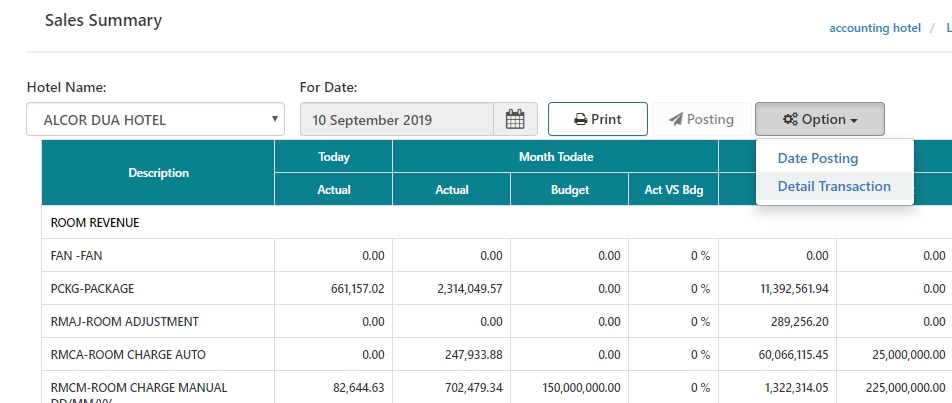 Sales Summary
accounting hotel /
Hotel Name:
For Date:
ALCOR DUA HOTEL
10 September 2019
Print
Posting
Option
Date Posting
Detail Transaction
Description
Today
Month Todate
Actual
Actual
Budget
Act VS Bdg
ROOM REVENUE
FAN -FAN 0.00 0.00 0.00 0 % 0.00 0.00
PCKG-PACKAGE 661,157.02 2,314,049.57 0.00 0 % 11,392,561.94 0.00
RMAJ-ROOM ADJUSTMENT 0.00 0.00 0.00 0 % 289,256.20 0.00
RMCA-ROOM CHARGE AUTO 0.00 247,933.88 0.00 0 % 60,066,115.45 25,000,000.00
RMCM-ROOM CHARGE MANUAL 82,644.63 702,479.34 150,000,000.00 0 % 1,322,314.05 225,000,000.00
DD/MM/YY